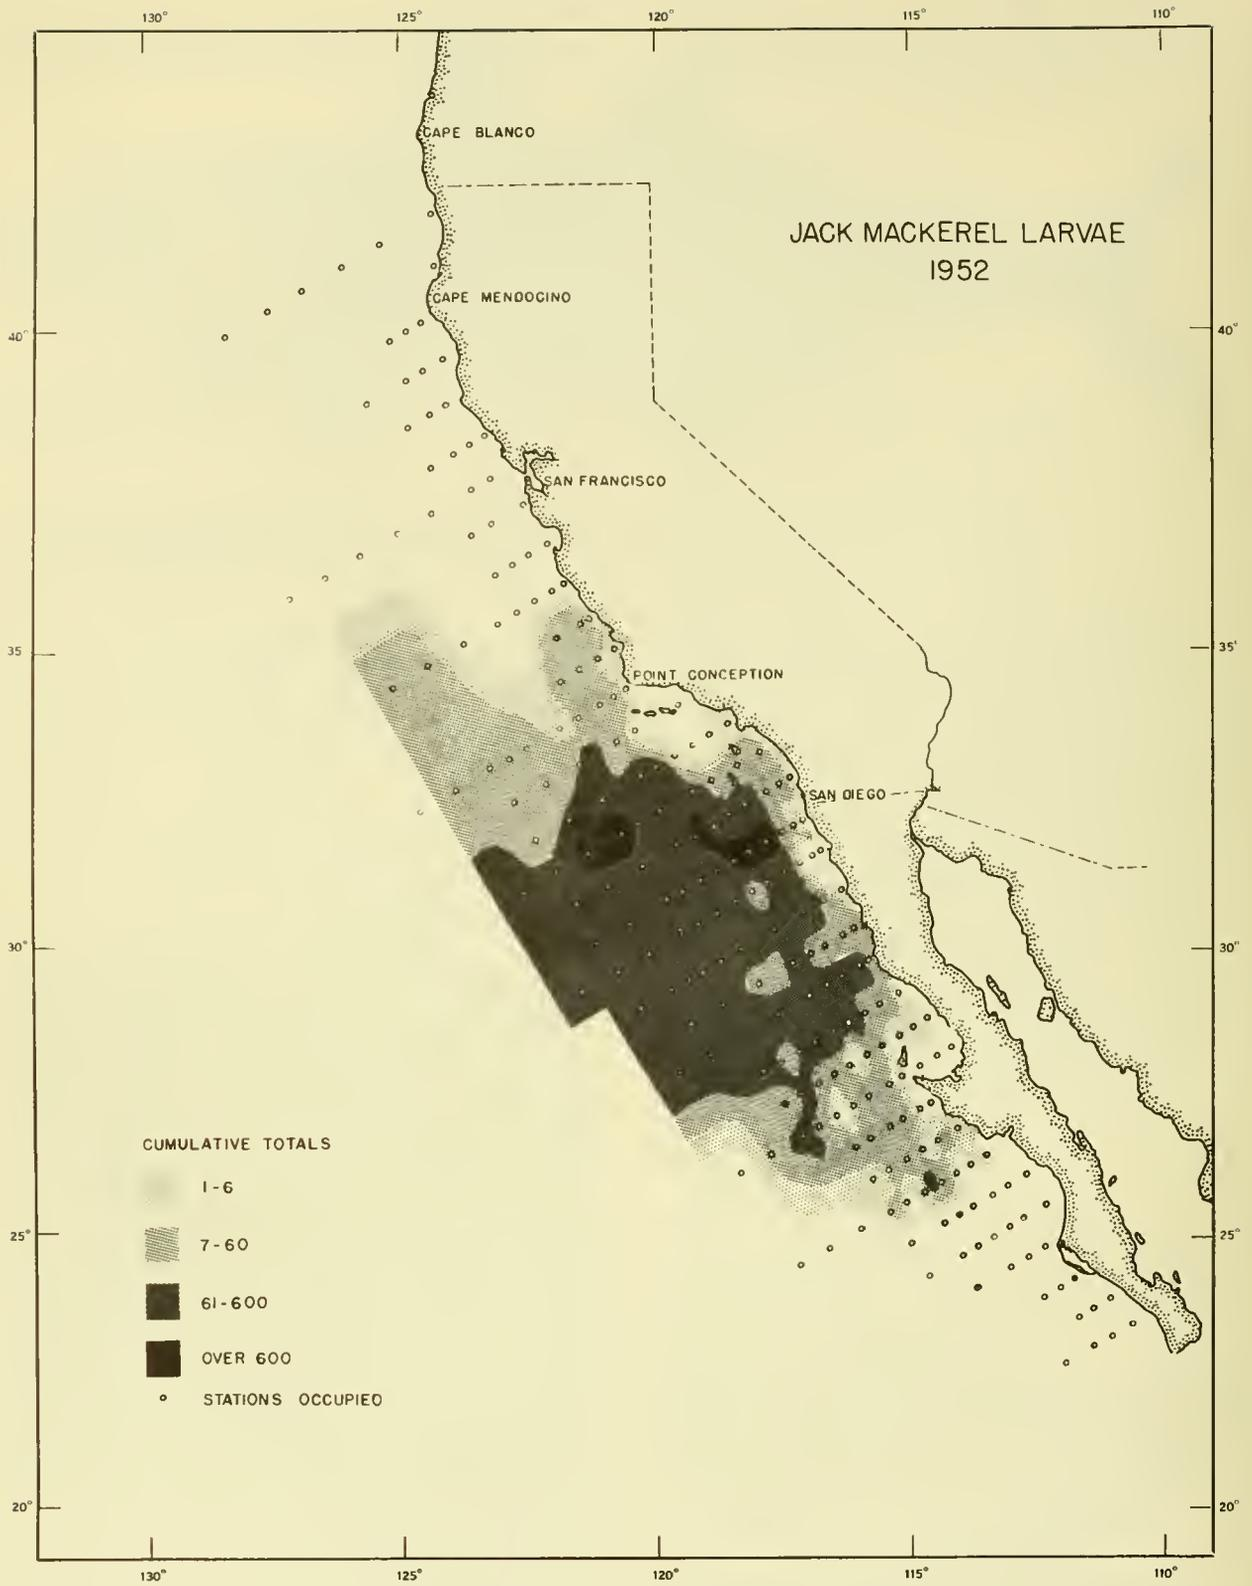 130° 125° 120° 115° 110°
CAPE BLANCO
JACK MACKEREL LARVAE
1952
CAPE MENDOCINO
40° 40°
SAN FRANCISCO
35 35'
POINT CONCEPTION
SAN DIEGO
30° 30°
CUMULATIVE TOTALS
1-6
7-60
25° 25°
61-600
OVER 600
STATIONS OCCUPIED
20° 20°
130° 125° 120° 115° 110°